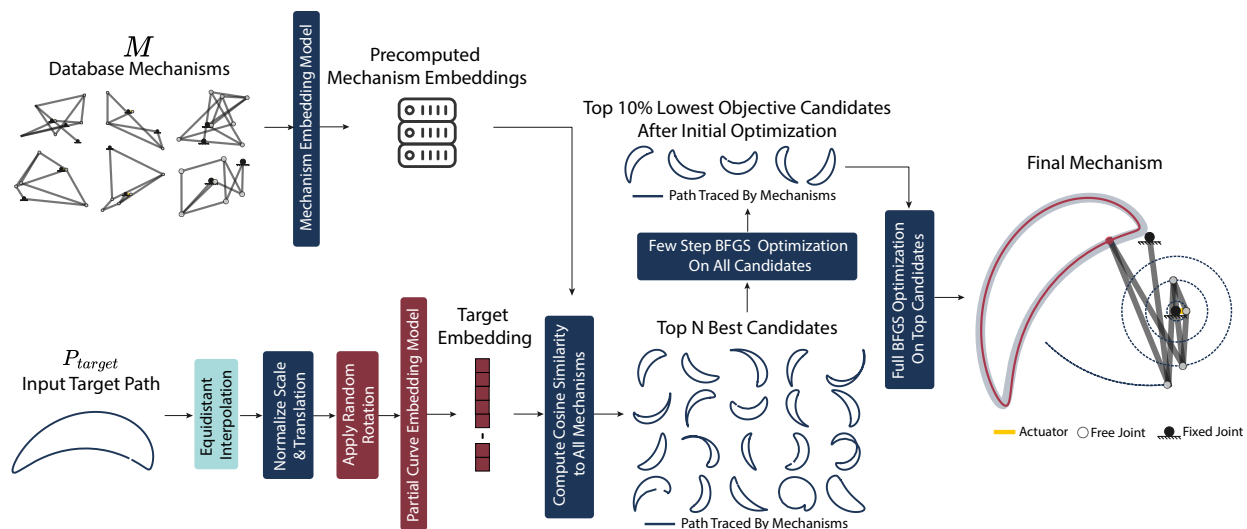 M
Database Mechanisms
Mechanism Embedding Model
Precomputed
Mechanism Embeddings
Top 10% Lowest Objective Candidates
After Initial Optimization
Path Traced By Mechanisms
Few Step BFGS Optimization
On All Candidates
Full BFGS Optimization
On Top Candidates
Final Mechanism
Actuator
Free Joint
Fixed Joint
P_target
Input Target Path
Equidistant
Interpolation
Normalize Scale
& Translation
Apply Random
Rotation
Partial Curve Embedding Model
Target
Embedding
Compute Cosine Similarity
to All Mechanisms
Top N Best Candidates
Path Traced By Mechanisms